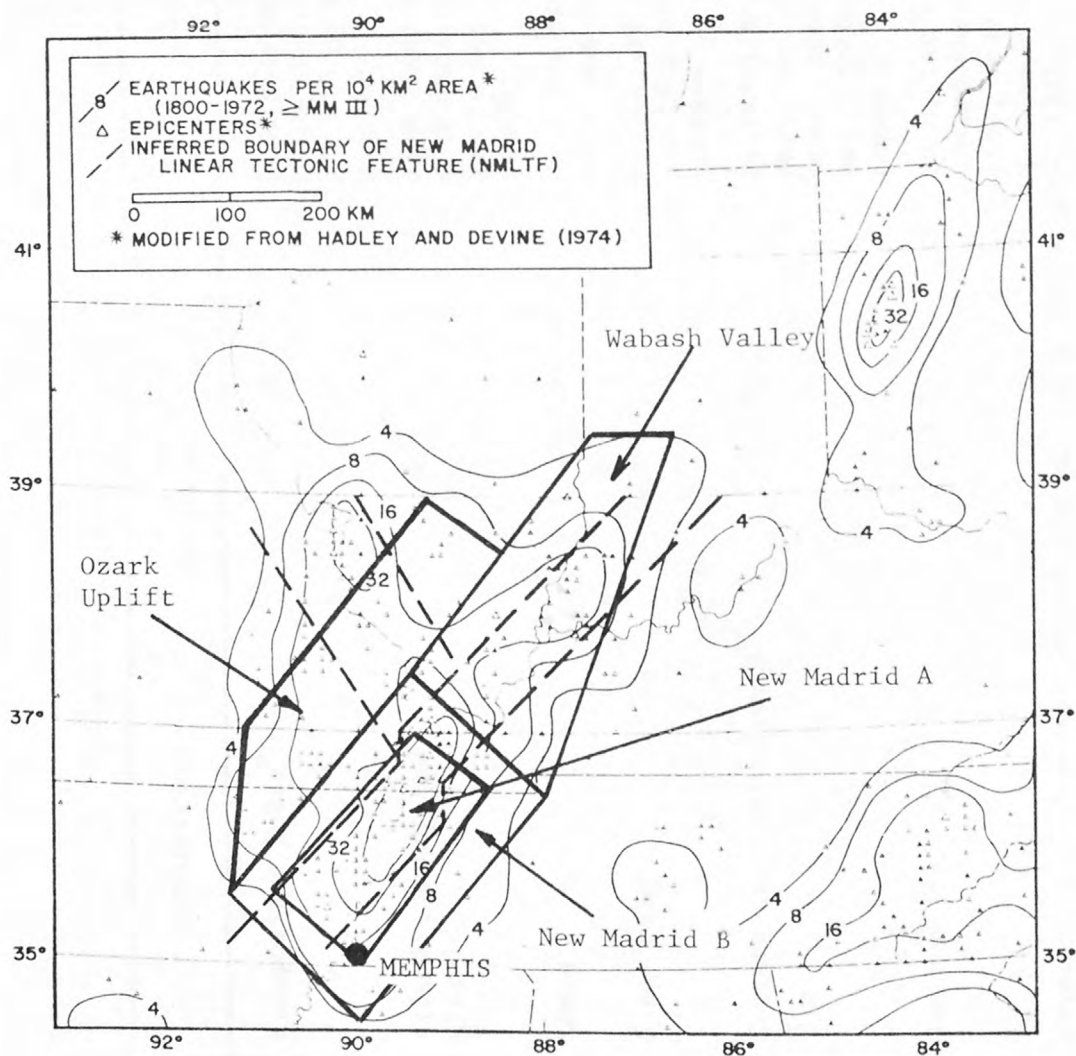 92° 90° 88° 86° 84°
8 EARTHQUAKES PER 10⁴ KM² AREA*
(1800-1972, ≥ MM III)
△ EPICENTERS*
INFERRED BOUNDARY OF NEW MADRID
LINEAR TECTONIC FEATURE (NMLTF)
0 100 200 KM
* MODIFIED FROM HADLEY AND DEVINE (1974)
4
41° 41°
8
16
32
Wabash Valley
4
8
39° 39°
16
4
4
32
Ozark
Uplift
New Madrid A
37° 37°
4
32
16
8
4
4
8
16
New Madrid B
35° 35°
MEMPHIS
4
92° 90° 88° 86° 84°